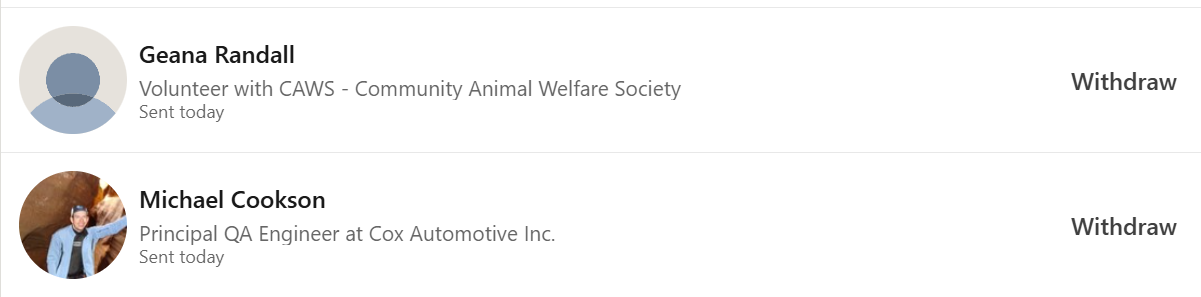 Geana Randall
Volunteer with CAWS - Community Animal Welfare Society
Sent today
Withdraw
Michael Cookson
Principal QA Engineer at Cox Automotive Inc.
Sent today
Withdraw